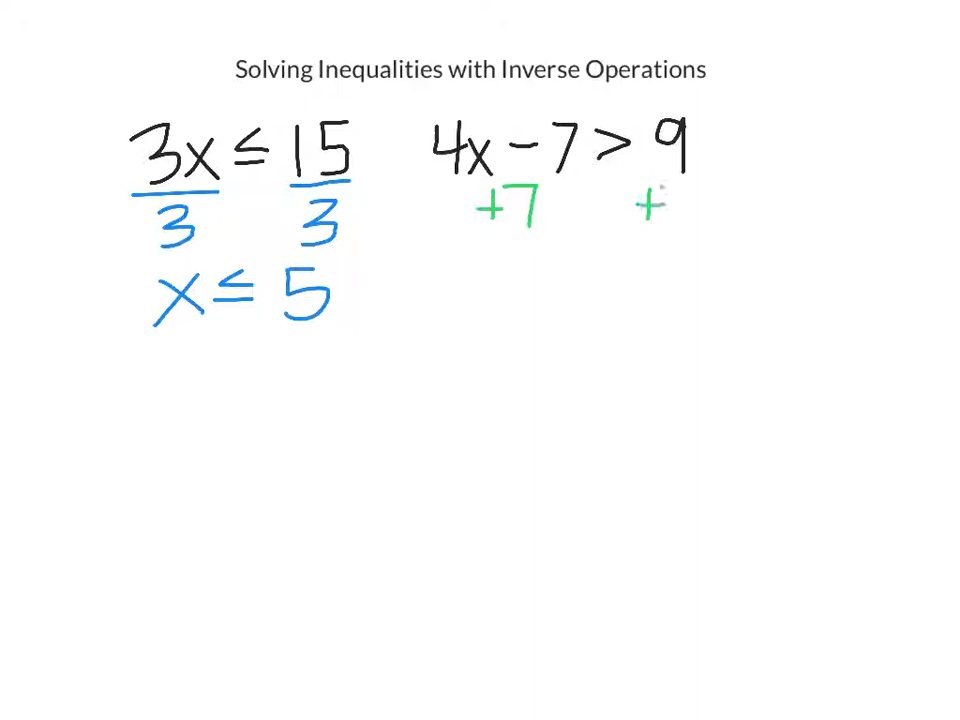 Solving Inequalities with Inverse Operations
3x ≤ 15
3 3
x ≤ 5
4x - 7 > 9
+7 +